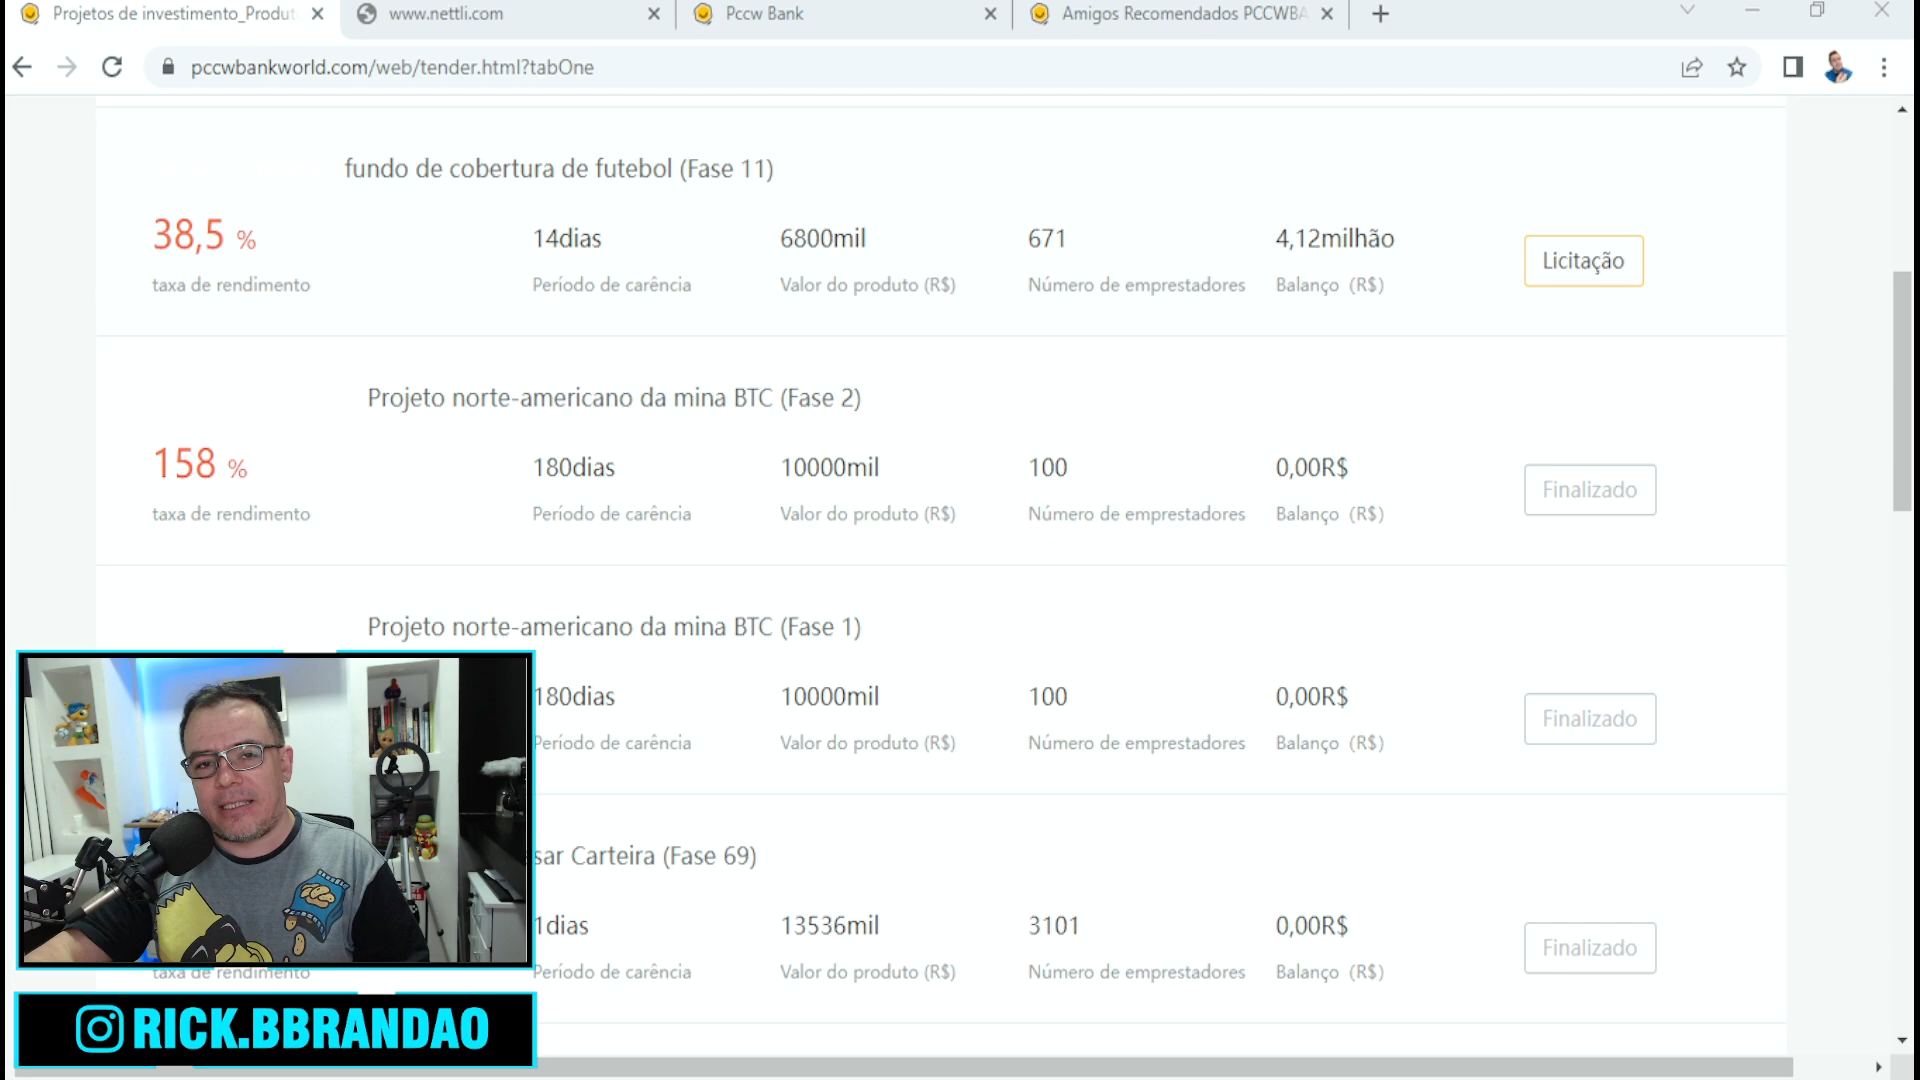 Projetos de investimento_Produt
www.nettli.com
Pccw Bank
Amigos Recomendados PCCWBA
pccwbankworld.com/web/tender.html?tabOne
fundo de cobertura de futebol (Fase 11)
38,5 % 14dias 6800mil 671 4,12milhão Licitação
taxa de rendimento Período de carência Valor do produto (R$) Número de emprestadores Balanço (R$)
Projeto norte-americano da mina BTC (Fase 2)
158 % 180dias 10000mil 100 0,00R$ Finalizado
taxa de rendimento Período de carência Valor do produto (R$) Número de emprestadores Balanço (R$)
Projeto norte-americano da mina BTC (Fase 1)
180dias 10000mil 100 0,00R$ Finalizado
Período de carência Valor do produto (R$) Número de emprestadores Balanço (R$)
sar Carteira (Fase 69)
1dias 13536mil 3101 0,00R$ Finalizado
taxa de rendimento Período de carência Valor do produto (R$) Número de emprestadores Balanço (R$)
RICK.BBRANDAO